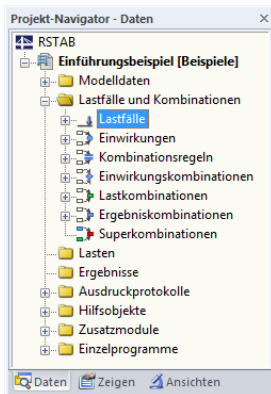 Projekt-Navigator - Daten
RSTAB
Einführungsbeispiel [Beispiele]
Modelldaten
Lastfälle und Kombinationen
Lastfälle
Einwirkungen
Kombinationsregeln
Einwirkungskombinationen
Lastkombinationen
Ergebniskombinationen
Superkombinationen
Lasten
Ergebnisse
Ausdruckprotokolle
Hilfsobjekte
Zusatzmodule
Einzelprogramme
Daten Zeigen Ansichten